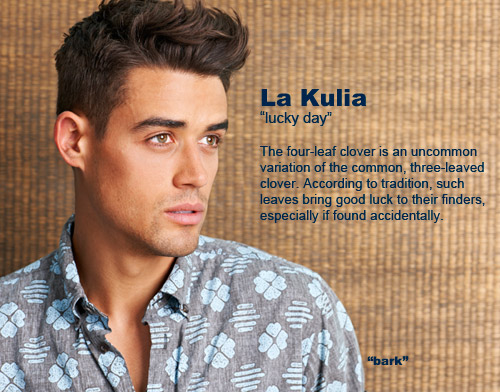 La Kulia
"lucky day"
The four-leaf clover is an uncommon
variation of the common, three-leaved
clover. According to tradition, such
leaves bring good luck to their finders,
especially if found accidentally.
"bark"